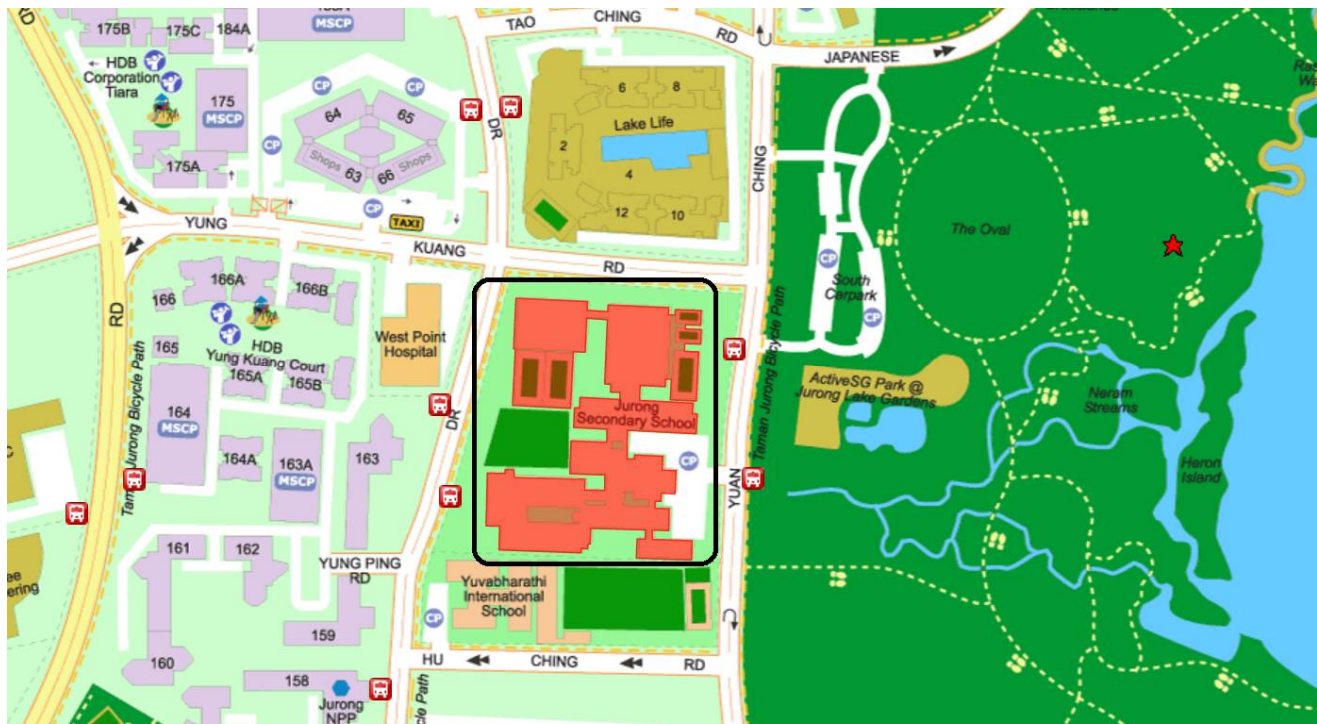 175B
175C
184A
MSCP
TAO
CHING
RD
JAPANESE
RD
HDB
Corporation
Tiara
175
MSCP
175A
CP
CP
CP
64
65
Shops
63
66
Shops
CP
TAXI
DR
6
8
Lake Life
2
4
12
10
CHING
YUNG
KUANG
RD
The Oval
CP
South
Carpark
CP
RD
166A
166
166B
165
HDB
Yung Kuang Court
165A
165B
West Point
Hospital
Taman Jurong Bicycle Path
164
MSCP
164A
163A
MSCP
163
DR
Jurong
Secondary School
CP
YUAN
Taman Jurong Bicycle Path
ActiveSG Park @
Jurong Lake Gardens
Neram
Streams
Heron
Island
161
162
YUNG PING
RD
Yuvabharathi
International
School
CP
159
160
158
HU
CHING
RD
Jurong
NPP